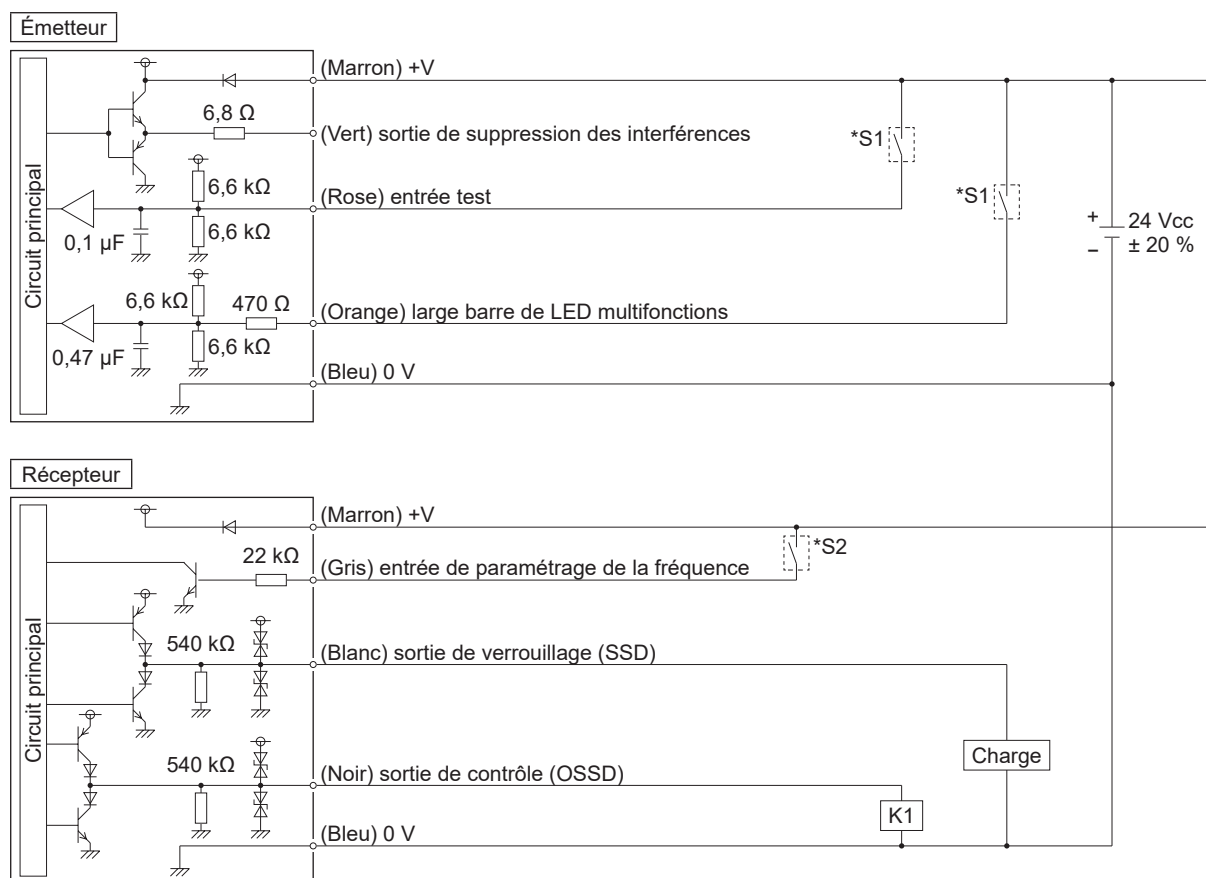 Émetteur
Circuit principal
(Marron) +V
6,8 Ω
(Vert) sortie de suppression des interférences
*S1
6,6 kΩ
(Rose) entrée test
*S1
6,6 kΩ
0,1 µF
+
24 Vcc
−
± 20 %
6,6 kΩ
470 Ω
(Orange) large barre de LED multifonctions
6,6 kΩ
0,47 µF
(Bleu) 0 V
Récepteur
Circuit principal
(Marron) +V
*S2
22 kΩ
(Gris) entrée de paramétrage de la fréquence
540 kΩ
(Blanc) sortie de verrouillage (SSD)
540 kΩ
(Noir) sortie de contrôle (OSSD)
Charge
K1
(Bleu) 0 V